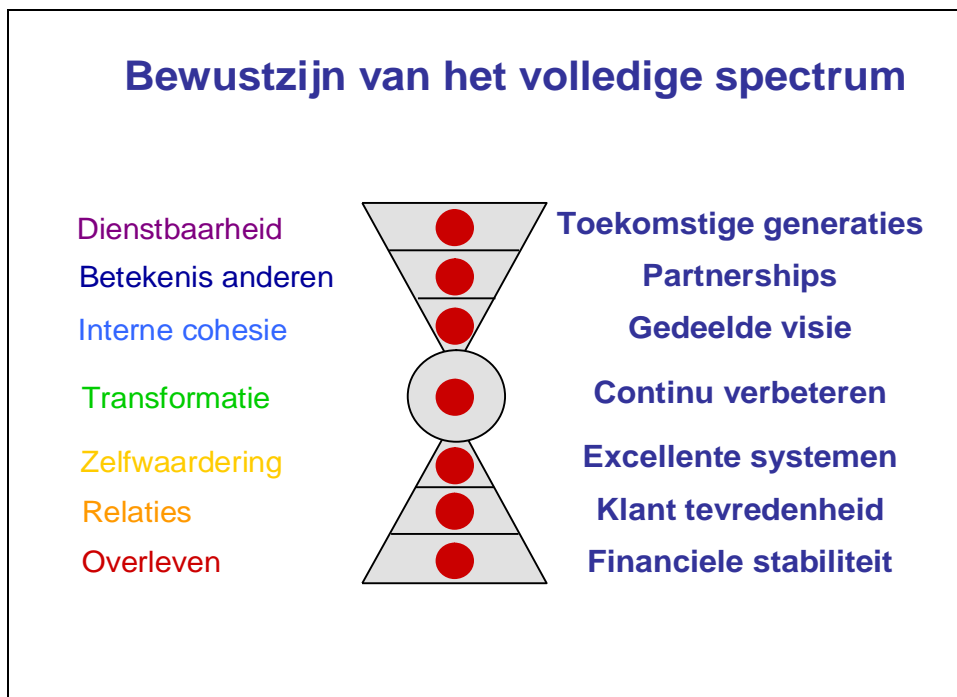 Bewustzijn van het volledige spectrum
Dienstbaarheid Toekomstige generaties
Betekenis anderen Partnerships
Interne cohesie Gedeelde visie
Transformatie Continu verbeteren
Zelfwaardering Excellente systemen
Relaties Klant tevredenheid
Overleven Financiele stabiliteit